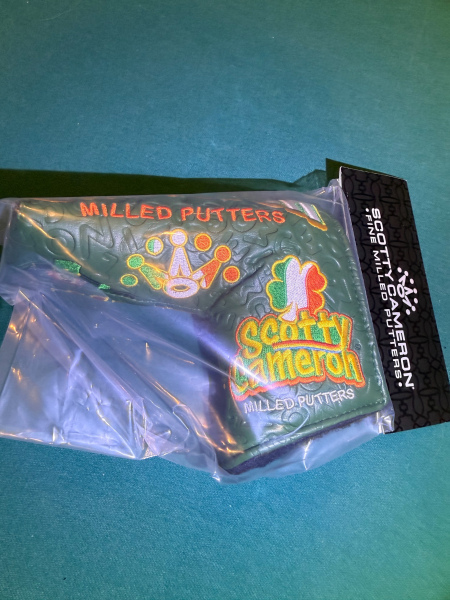 MILLED PUTTERS
Scotty
Cameron
MILLED PUTTERS
SCOTTY CAMERON
FINE MILLED PUTTERS.